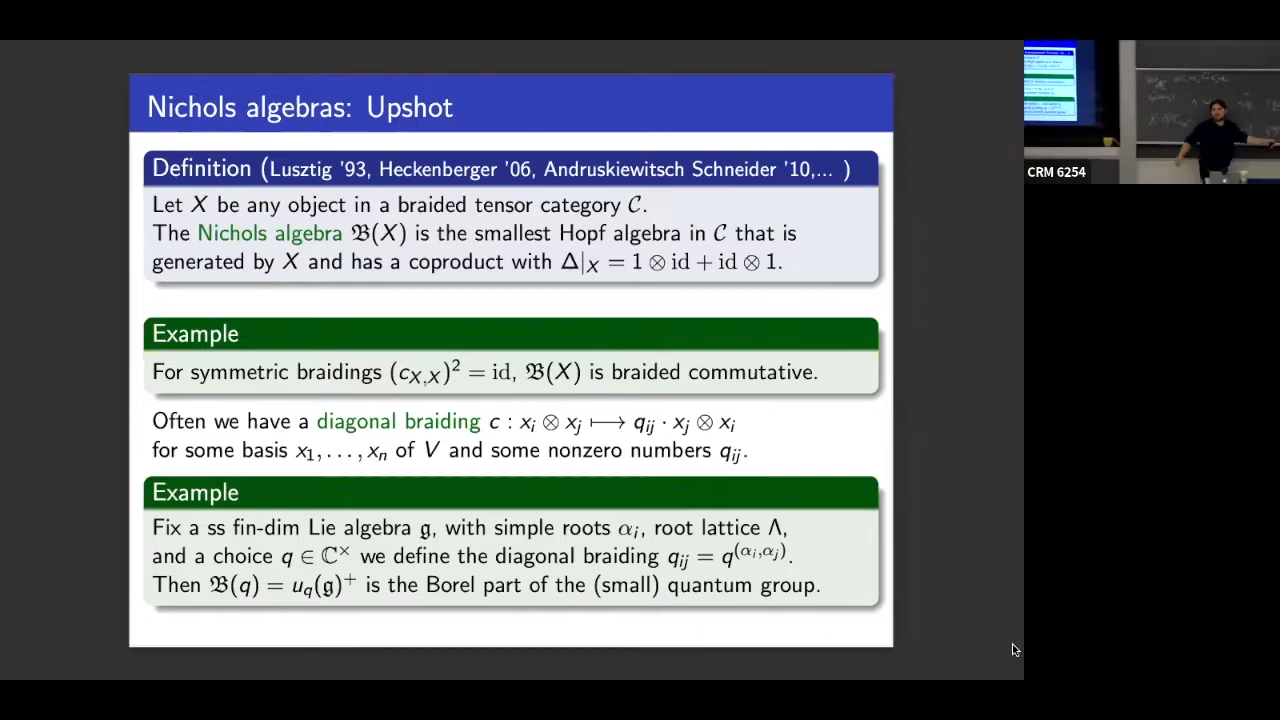 Nichols algebras: Upshot
Definition (Lusztig '93, Heckenberger '06, Andruskiewitsch Schneider '10,... )
Let X be any object in a braided tensor category 𝒞.
The Nichols algebra 𝔅(X) is the smallest Hopf algebra in 𝒞 that is
generated by X and has a coproduct with Δ|_X = 1 ⊗ id + id ⊗ 1.
Example
For symmetric braidings (c_{X,X})² = id, 𝔅(X) is braided commutative.
Often we have a diagonal braiding c : x_i ⊗ x_j ⟼ q_{ij} · x_j ⊗ x_i
for some basis x_1, . . . , x_n of V and some nonzero numbers q_{ij}.
Example
Fix a ss fin-dim Lie algebra 𝔤, with simple roots α_i, root lattice Λ,
and a choice q ∈ ℂ^× we define the diagonal braiding q_{ij} = q^{(α_i,α_j)}.
Then 𝔅(q) = u_q(𝔤)^+ is the Borel part of the (small) quantum group.
CRM 6254